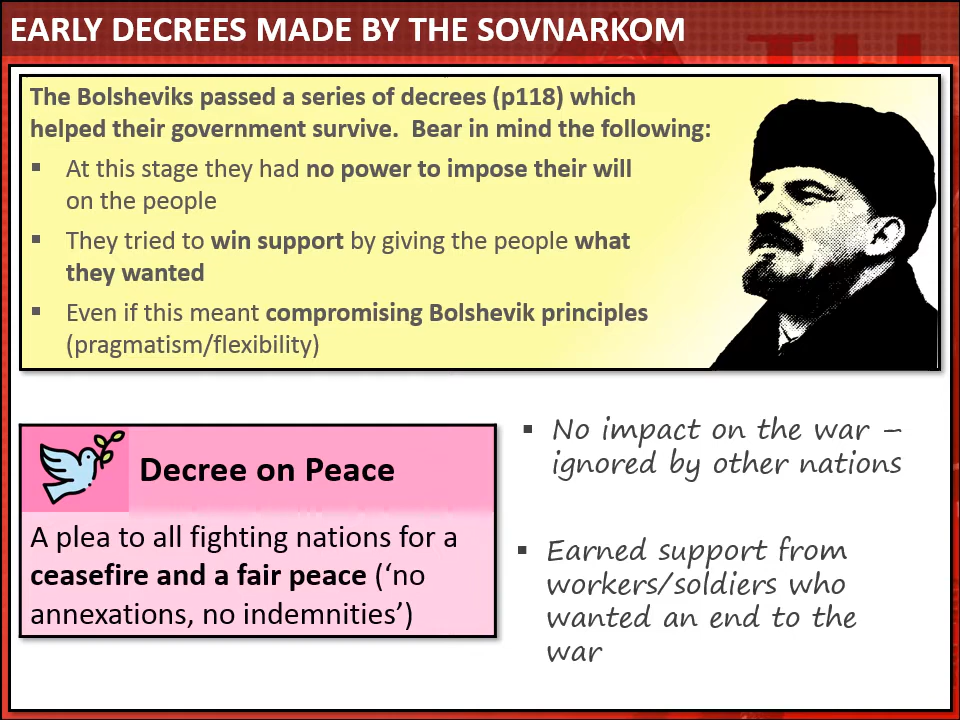 EARLY DECREES MADE BY THE SOVNARKOM
The Bolsheviks passed a series of decrees (p118) which
helped their government survive.  Bear in mind the following:
▪ At this stage they had no power to impose their will
on the people
▪ They tried to win support by giving the people what
they wanted
▪ Even if this meant compromising Bolshevik principles
(pragmatism/flexibility)
Decree on Peace
A plea to all fighting nations for a
ceasefire and a fair peace (‘no
annexations, no indemnities’)
▪ No impact on the war –
ignored by other nations
▪ Earned support from
workers/soldiers who
wanted an end to the
war